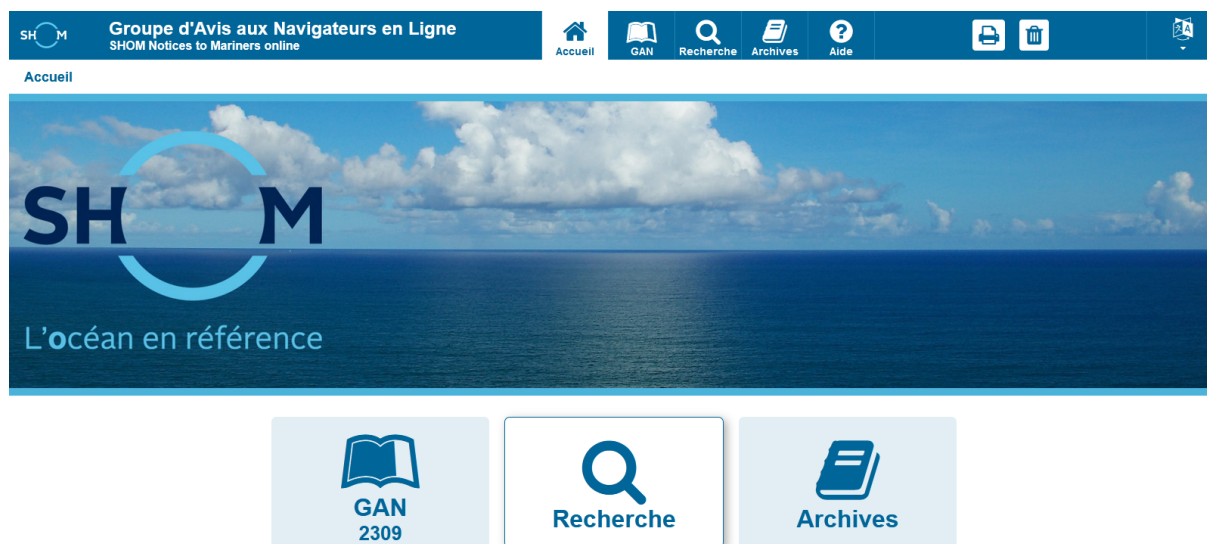 SHOM
Groupe d'Avis aux Navigateurs en Ligne
SHOM Notices to Mariners online
Accueil
GAN
Recherche
Archives
Aide
Accueil
SHOM
L'océan en référence
GAN
2309
Recherche
Archives